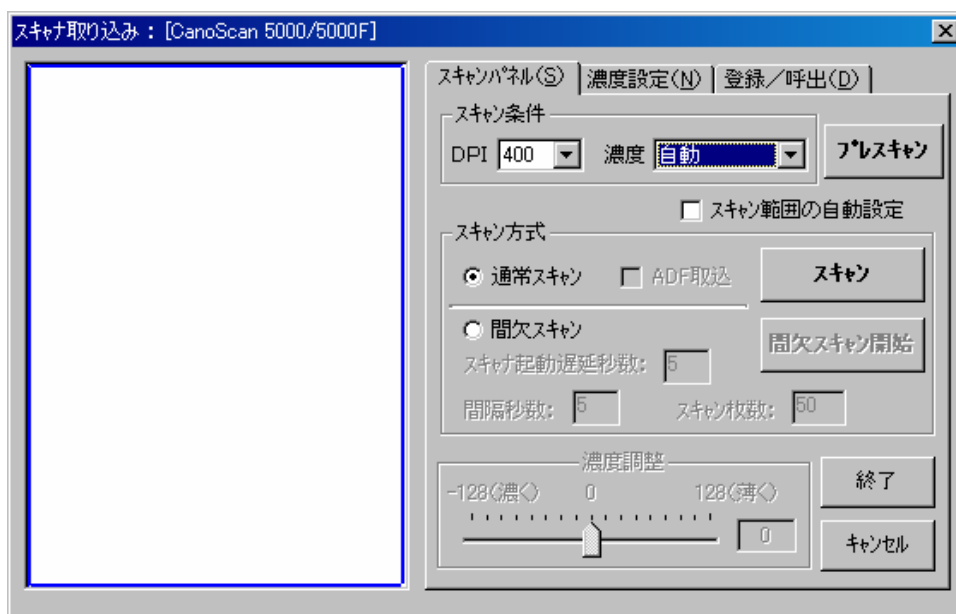 スキャナ取り込み： [CanoScan 5000/5000F]
スキャンパネル(S) 濃度設定(N) 登録／呼出(D)
スキャン条件
DPI 400 濃度 自動
プレスキャン
スキャン範囲の自動設定
スキャン方式
通常スキャン ADF取込
スキャン
間欠スキャン
間欠スキャン開始
スキャナ起動遅延秒数: 5
間隔秒数: 5 スキャン枚数: 50
濃度調整
-128(濃く) 0 128(薄く)
0
終了
キャンセル